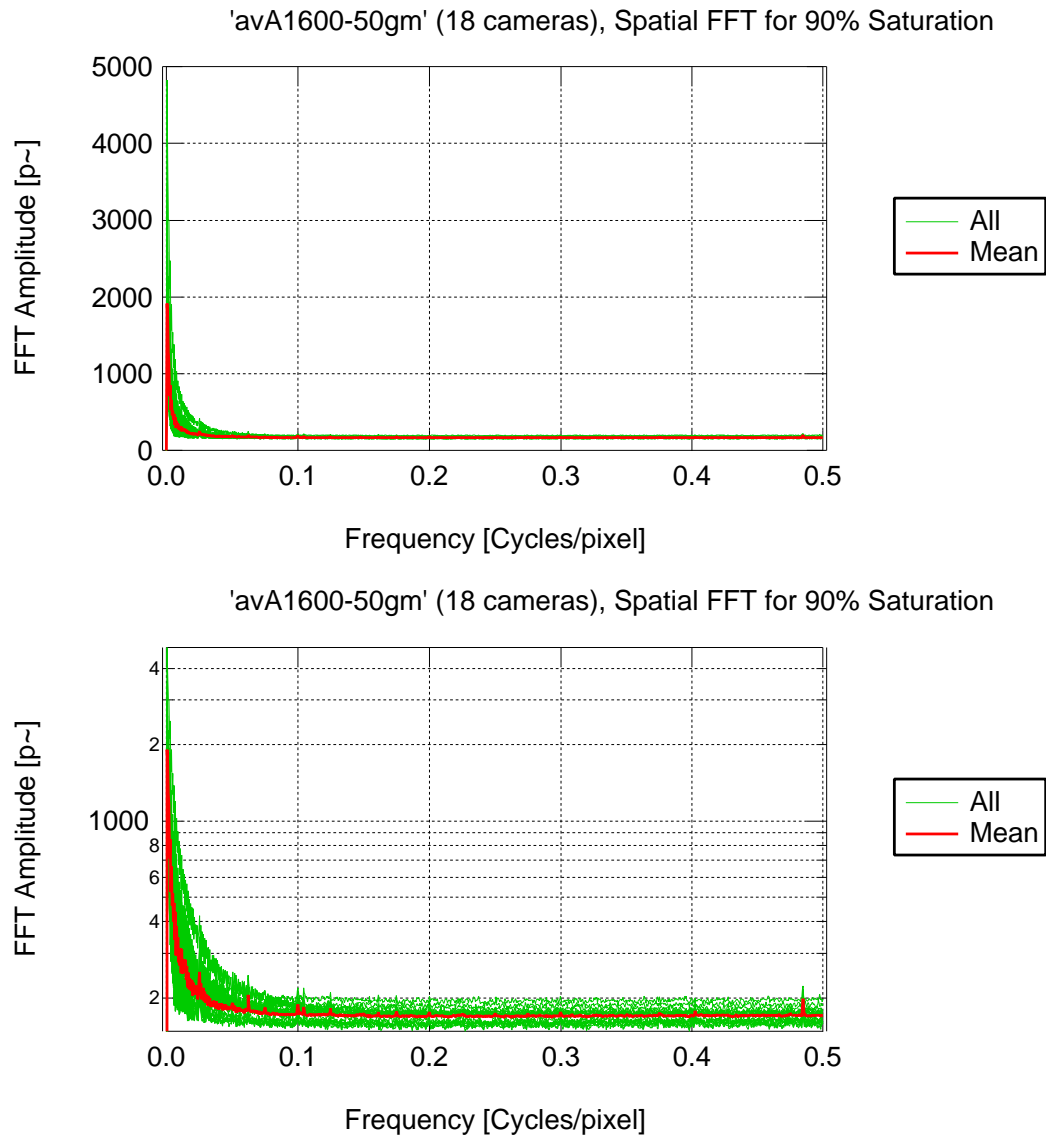 'avA1600-50gm' (18 cameras), Spatial FFT for 90% Saturation
5000
4000
3000
2000
1000
0
FFT Amplitude [p~]
0.0 0.1 0.2 0.3 0.4 0.5
Frequency [Cycles/pixel]
All
Mean
'avA1600-50gm' (18 cameras), Spatial FFT for 90% Saturation
4
2
1000
8
6
4
2
FFT Amplitude [p~]
0.0 0.1 0.2 0.3 0.4 0.5
Frequency [Cycles/pixel]
All
Mean